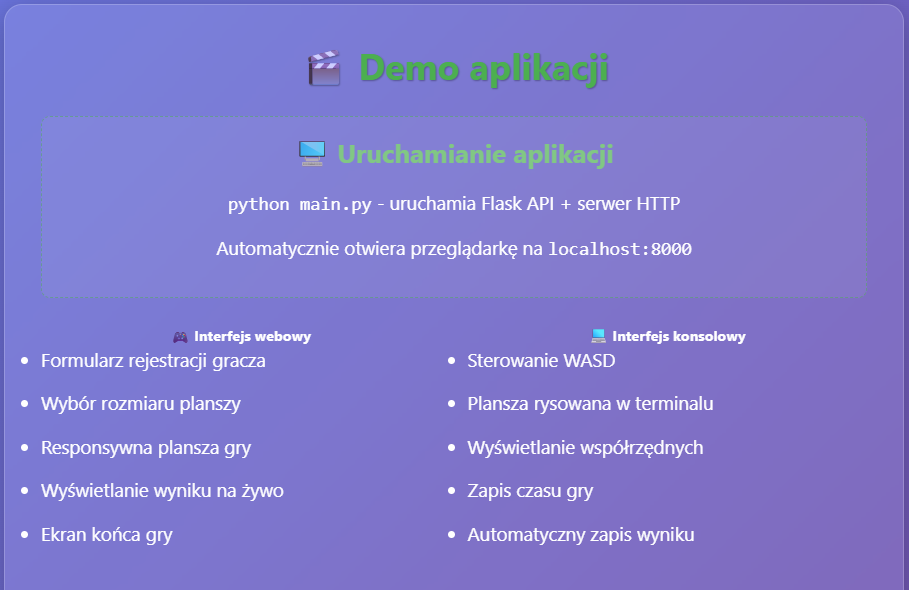 Demo aplikacji
Uruchamianie aplikacji
python main.py - uruchamia Flask API + serwer HTTP
Automatycznie otwiera przeglądarkę na localhost:8000
Interfejs webowy
• Formularz rejestracji gracza
• Wybór rozmiaru planszy
• Responsywna plansza gry
• Wyświetlanie wyniku na żywo
• Ekran końca gry
Interfejs konsolowy
• Sterowanie WASD
• Plansza rysowana w terminalu
• Wyświetlanie współrzędnych
• Zapis czasu gry
• Automatyczny zapis wyniku